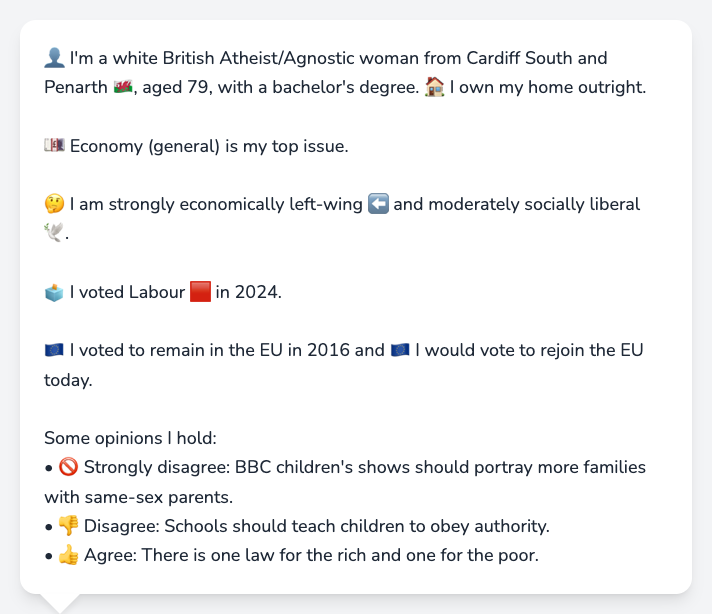 👤 I'm a white British Atheist/Agnostic woman from Cardiff South and
Penarth 🏴󠁧󠁢󠁷󠁬󠁳󠁿, aged 79, with a bachelor's degree. 🏠 I own my home outright.
💷 Economy (general) is my top issue.
🤔 I am strongly economically left-wing ⬅️ and moderately socially liberal
🕊️.
🗳️ I voted Labour 🟥 in 2024.
🇪🇺 I voted to remain in the EU in 2016 and 🇪🇺 I would vote to rejoin the EU
today.
Some opinions I hold:
• 🚫 Strongly disagree: BBC children's shows should portray more families
with same-sex parents.
• 👎 Disagree: Schools should teach children to obey authority.
• 👍 Agree: There is one law for the rich and one for the poor.